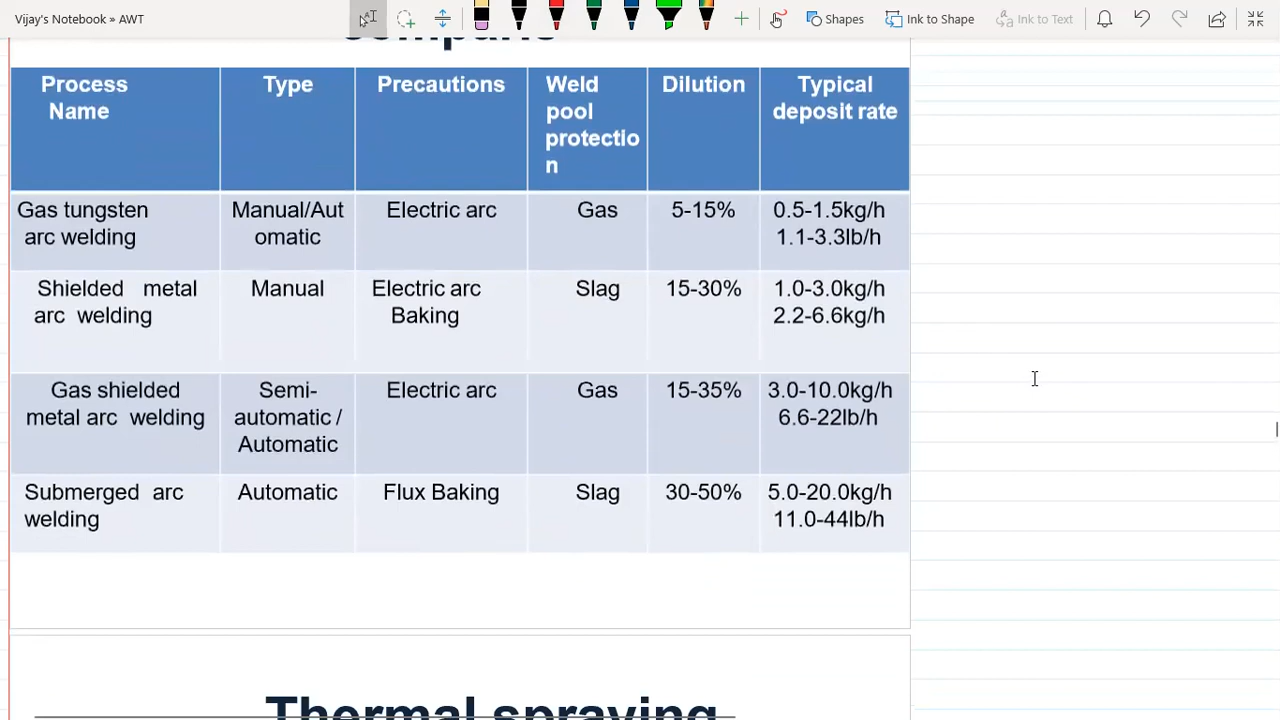 Vijay's Notebook » AWT
Shapes
Ink to Shape
Ink to Text
Process Name
Type
Precautions
Weld pool protectio n
Dilution
Typical deposit rate
Gas tungsten arc welding
Manual/Aut omatic
Electric arc
Gas
5-15%
0.5-1.5kg/h
1.1-3.3lb/h
Shielded metal arc welding
Manual
Electric arc
Baking
Slag
15-30%
1.0-3.0kg/h
2.2-6.6kg/h
Gas shielded metal arc welding
Semi-automatic / Automatic
Electric arc
Gas
15-35%
3.0-10.0kg/h
6.6-22lb/h
Submerged arc welding
Automatic
Flux Baking
Slag
30-50%
5.0-20.0kg/h
11.0-44lb/h
Thermal spraying